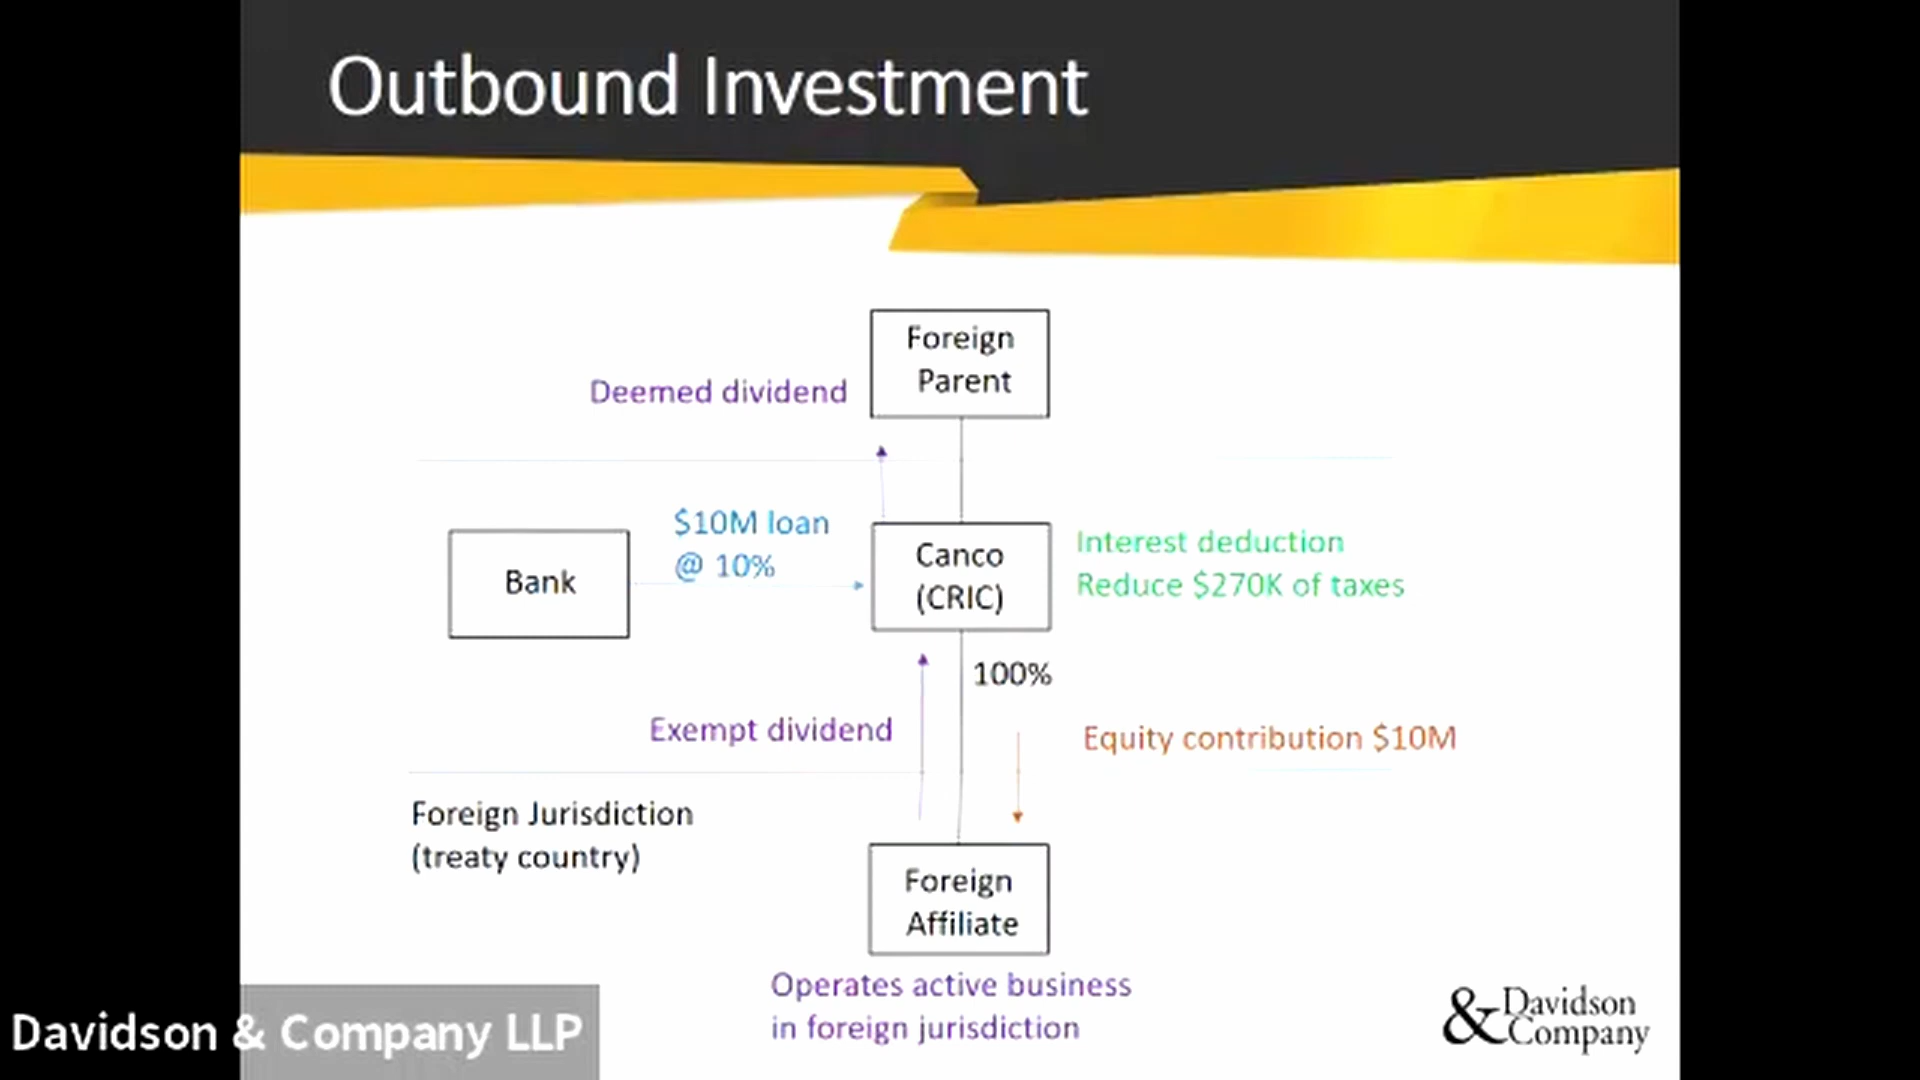 Outbound Investment
Foreign
Parent
Deemed dividend
$10M loan
@ 10%
Bank
Canco
(CRIC)
Interest deduction
Reduce $270K of taxes
100%
Exempt dividend
Equity contribution $10M
Foreign Jurisdiction
(treaty country)
Foreign
Affiliate
Operates active business
in foreign jurisdiction
Davidson & Company LLP
& Davidson
Company